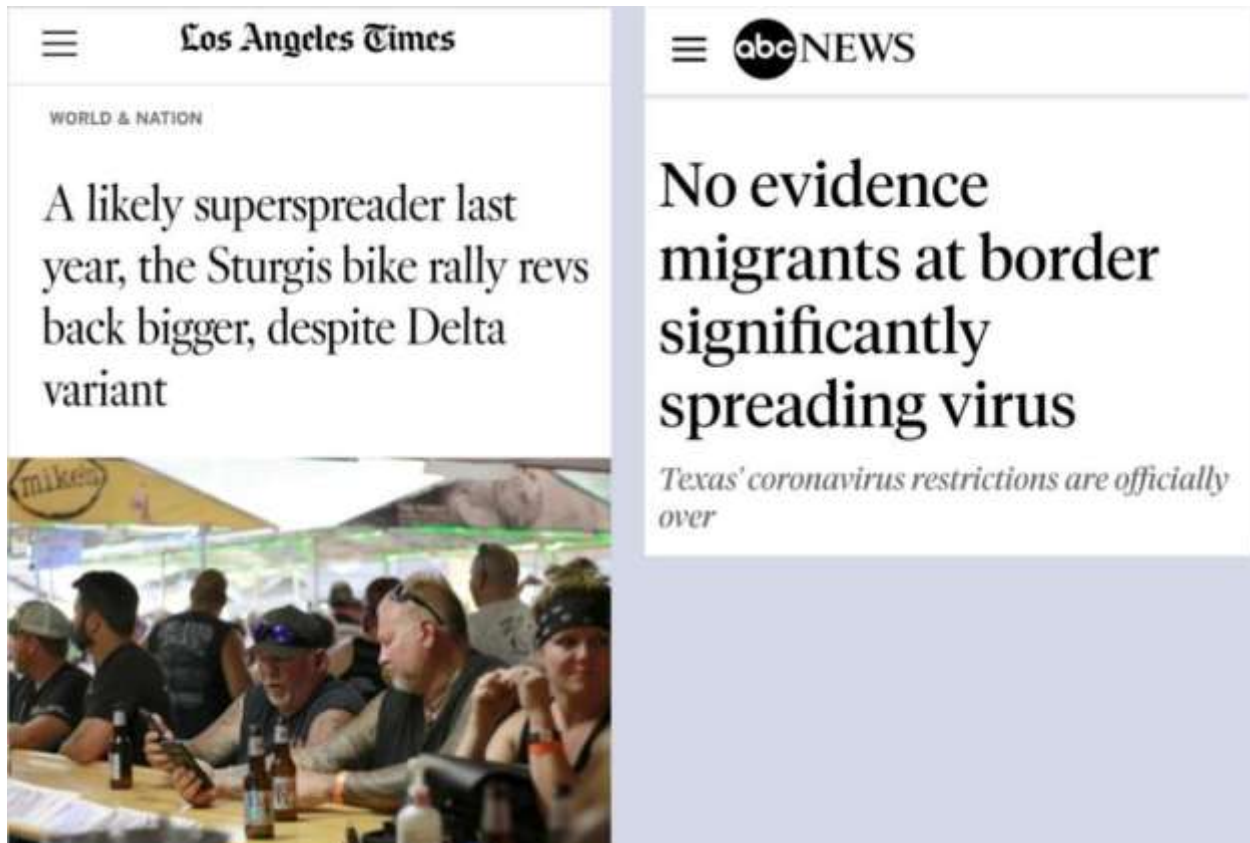 Los Angeles Times
WORLD & NATION
A likely superspreader last
year, the Sturgis bike rally revs
back bigger, despite Delta
variant
miken
abc NEWS
No evidence
migrants at border
significantly
spreading virus
Texas' coronavirus restrictions are officially
over